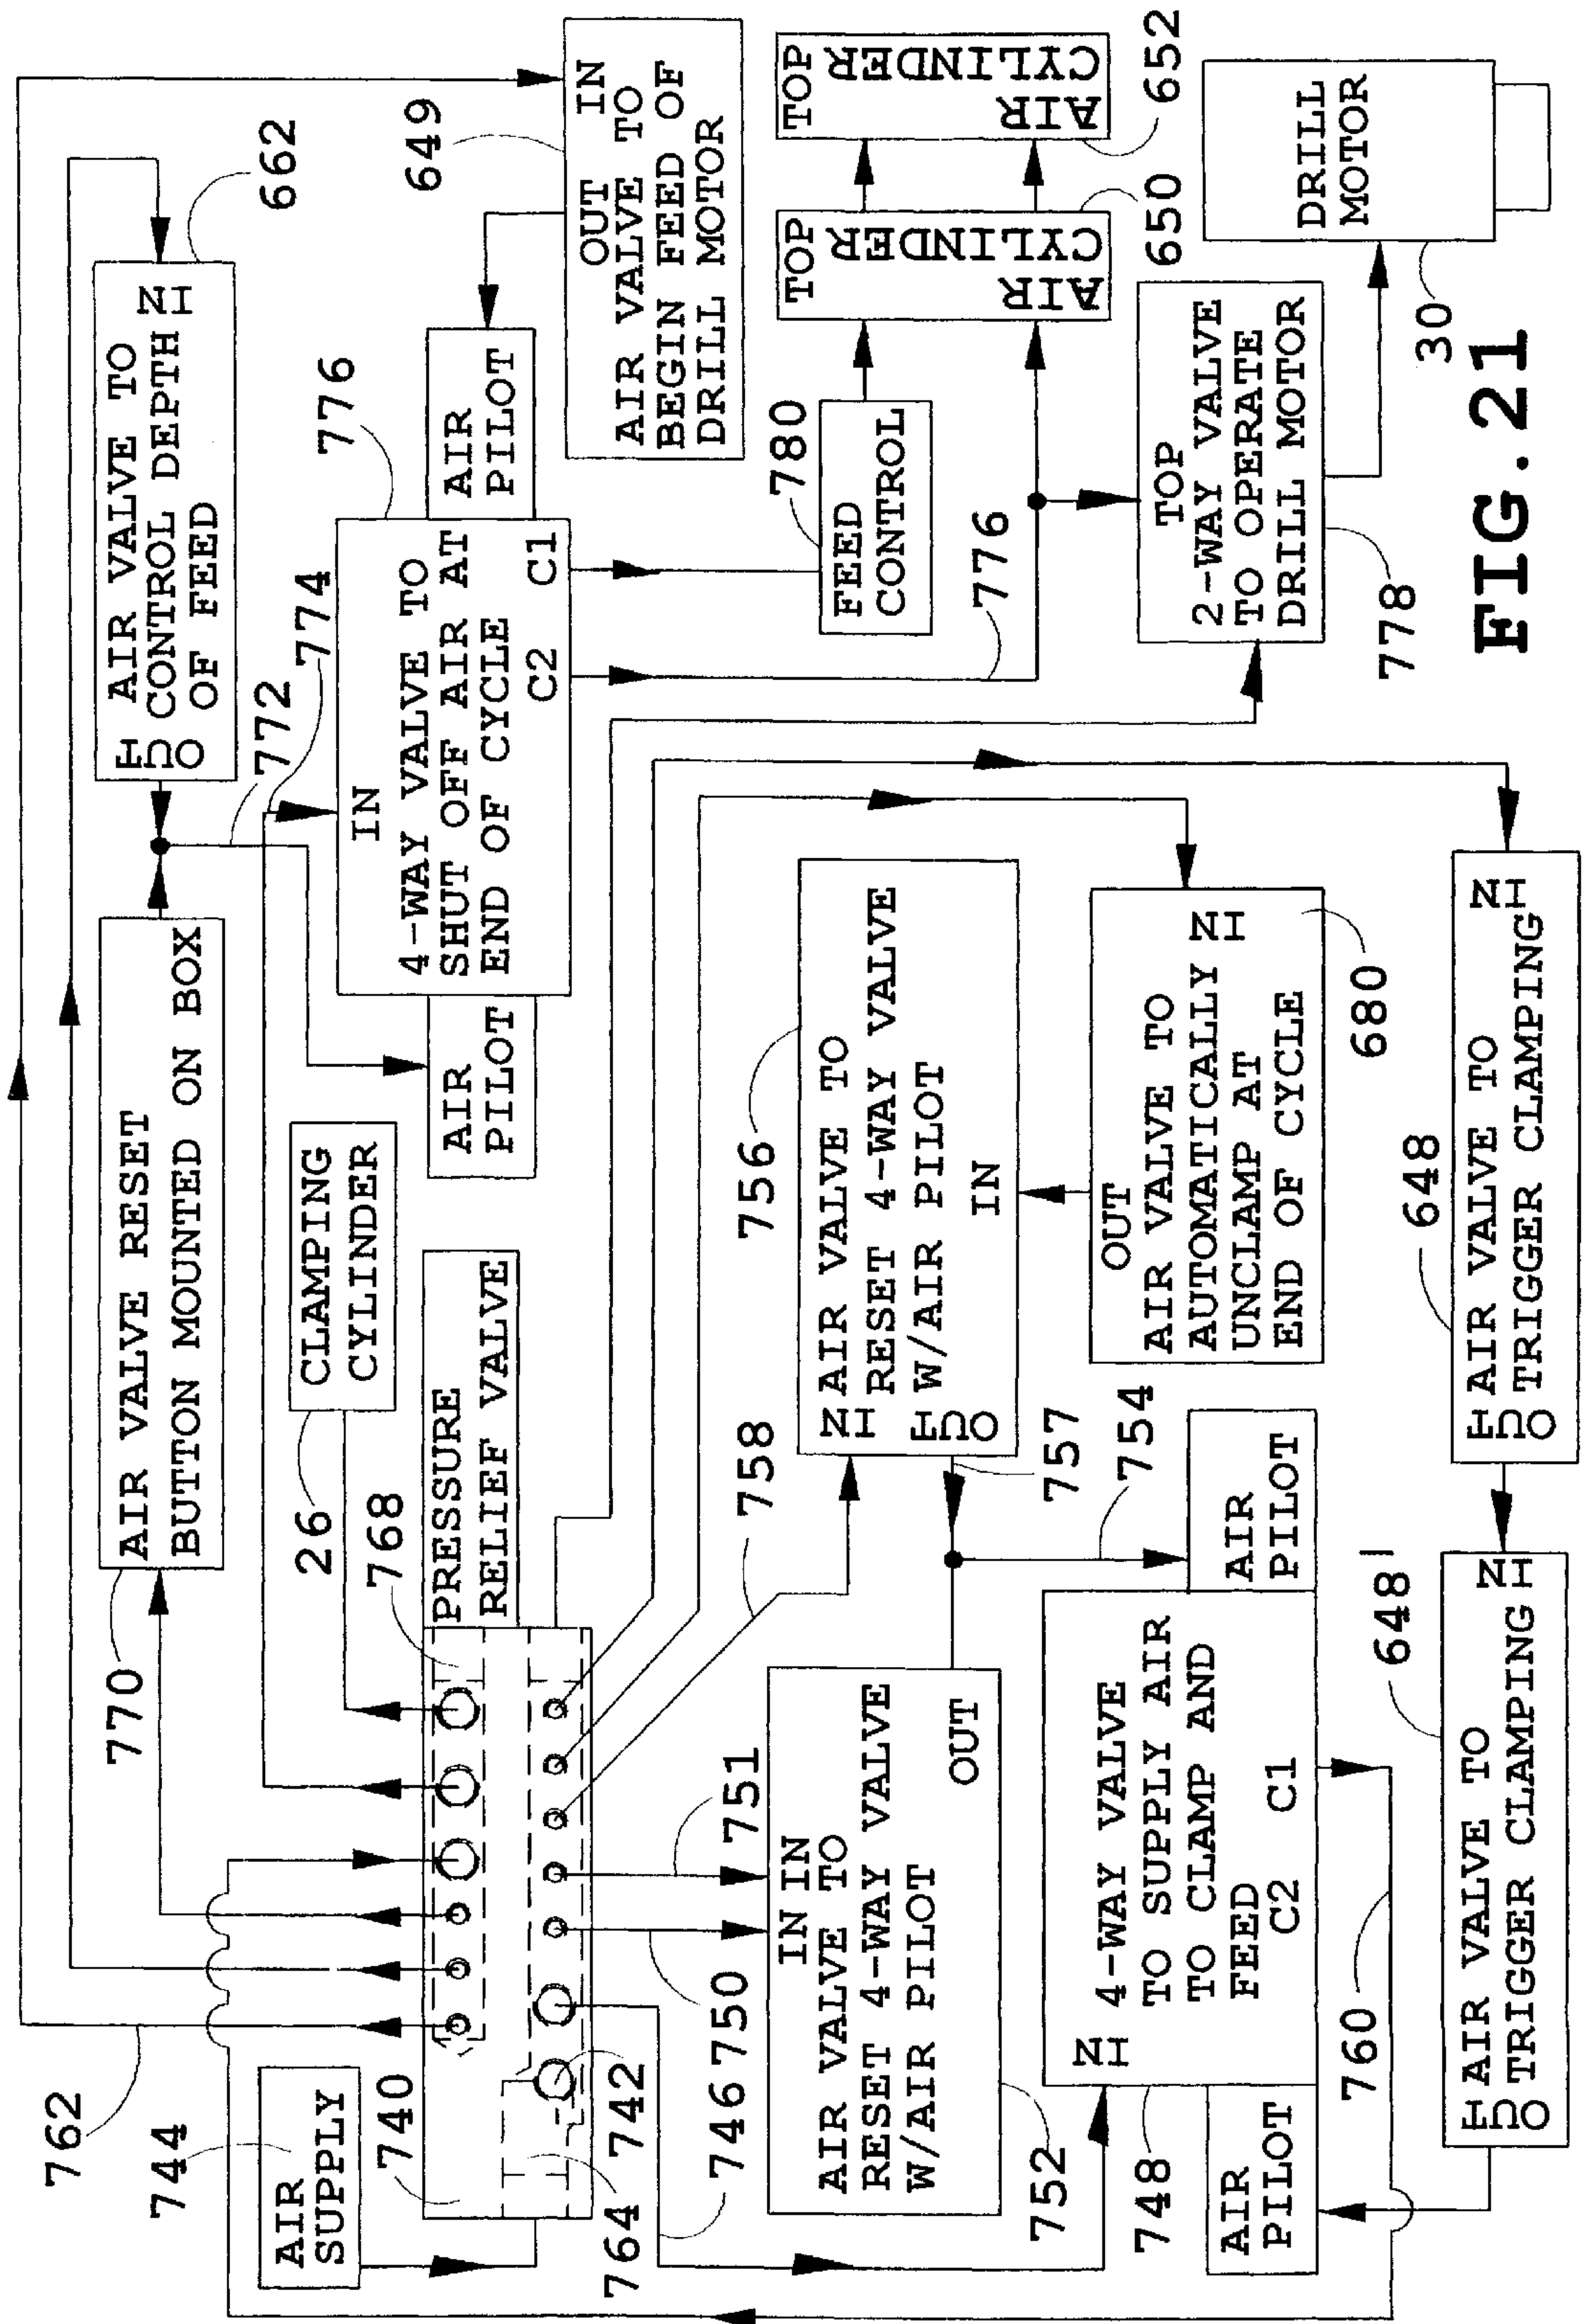 762
744
AIR
SUPPLY
740
764
742
746
750
751
770
AIR VALVE RESET
BUTTON MOUNTED ON BOX
26
CLAMPING
CYLINDER
768
PRESSURE
RELIEF VALVE
772
774
AIR VALVE TO
CONTROL DEPTH
OF FEED
OUT
IN
662
IN
4-WAY VALVE TO
SHUT OFF AIR AT
END OF CYCLE
C2
C1
776
AIR
PILOT
AIR
PILOT
649
OUT
IN
AIR VALVE TO
BEGIN FEED OF
DRILL MOTOR
780
FEED
CONTROL
776
TOP
AIR
CYLINDER
650
TOP
AIR
CYLINDER
652
TOP
2-WAY VALVE
TO OPERATE
DRILL MOTOR
778
DRILL
MOTOR
30
758
756
AIR VALVE TO
RESET 4-WAY VALVE
W/AIR PILOT
IN
OUT
IN
757
754
OUT
AIR VALVE TO
AUTOMATICALLY
UNCLAMP AT
END OF CYCLE
IN
680
IN IN
AIR VALVE TO
RESET 4-WAY VALVE
W/AIR PILOT
OUT
752
IN
4-WAY VALVE
TO SUPPLY AIR
TO CLAMP AND
FEED
C2
C1
748
AIR
PILOT
AIR
PILOT
760
648
AIR VALVE TO
TRIGGER CLAMPING
OUT
IN
648'
AIR VALVE TO
TRIGGER CLAMPING
OUT
IN
FIG.21